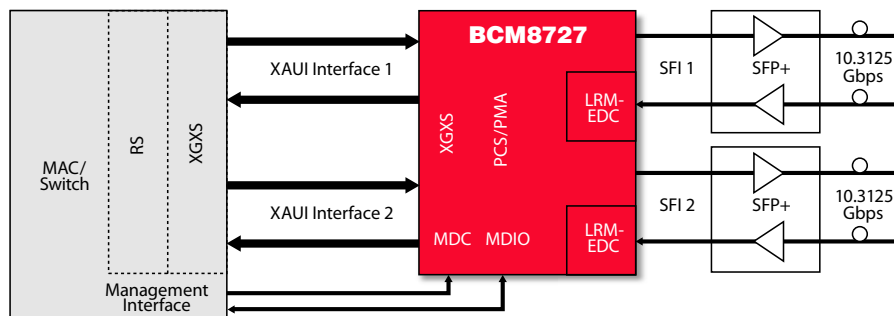 MAC/
Switch
RS
XGXS
Management
Interface
XAUI Interface 1
XAUI Interface 2
BCM8727
XGXS
PCS/PMA
LRM-
EDC
LRM-
EDC
MDC
MDIO
SFI 1
SFP+
10.3125
Gbps
SFI 2
SFP+
10.3125
Gbps